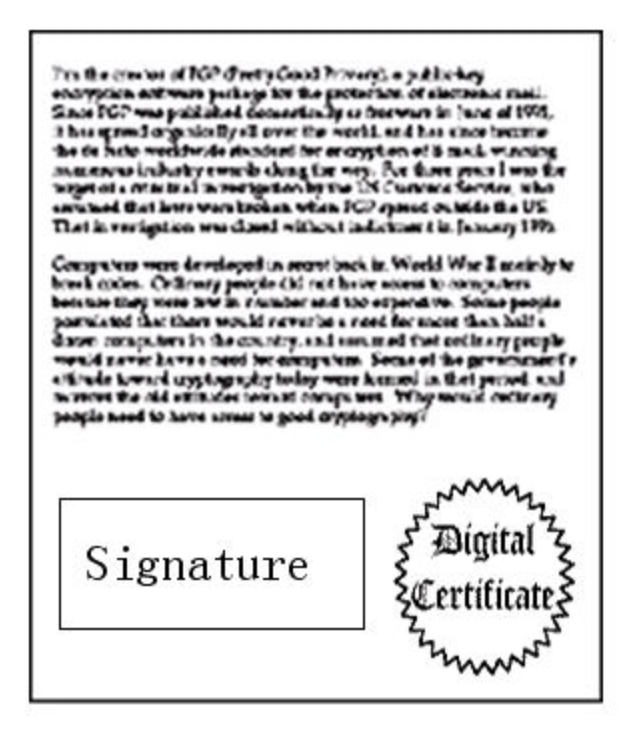 I'm the creator of PGP (Pretty Good Privacy), a public-key
encryption software package for the protection of electronic mail.
Since PGP was published domestically as freeware in June of 1991,
it has spread organically all over the world, and has since become
the de facto worldwide standard for encryption of E-mail, winning
numerous industry awards along the way. For three years I was the
target of a criminal investigation by the US Customs Service, who
assumed that laws were broken when PGP spread outside the US.
That investigation was closed without indictment in January 1996.
Computers were developed in secret back in World War II mainly to
break codes. Ordinary people did not have access to computers
because they were few in number and too expensive. Some people
postulated that there would never be a need for more than half a
dozen computers in the country, and assumed that ordinary people
would never have a need for computers. Some of the government's
attitude toward cryptography today were formed in that period, and
mirrors the old attitudes toward computers. Why would ordinary
people need to have access to good cryptography?
Signature
Digital
Certificate